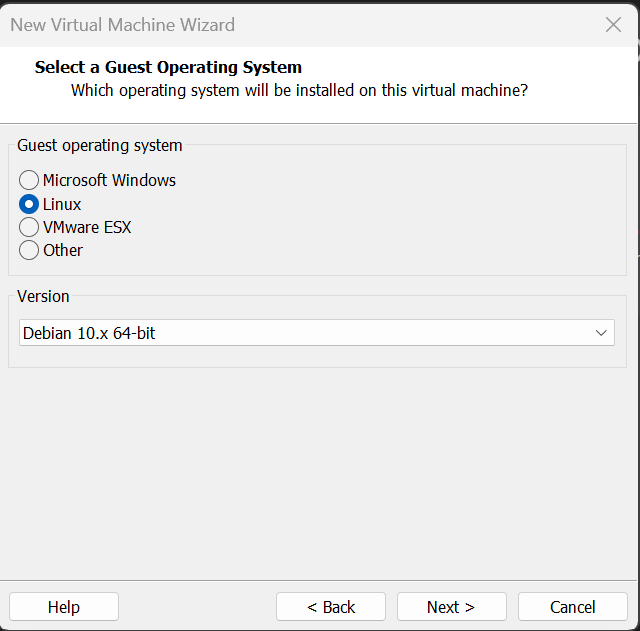 New Virtual Machine Wizard
Select a Guest Operating System
Which operating system will be installed on this virtual machine?
Guest operating system
Microsoft Windows
Linux
VMware ESX
Other
Version
Debian 10.x 64-bit
Help
< Back
Next >
Cancel